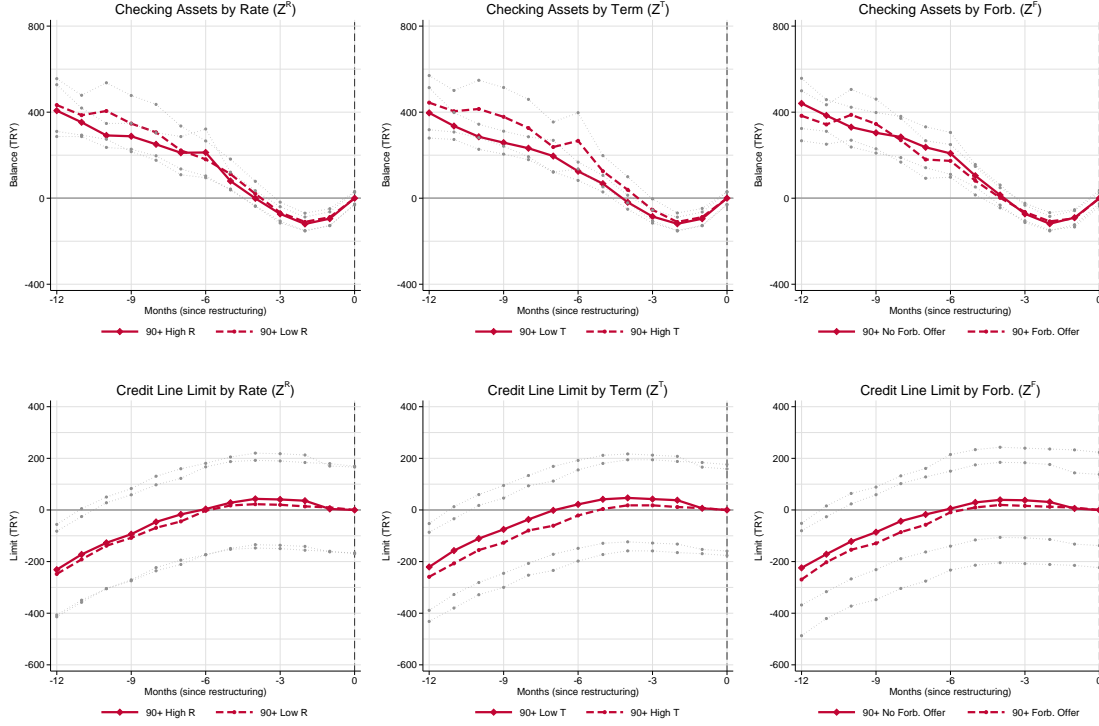 Checking Assets by Rate (Z^R)
Balance (TRY)
800
400
0
-400
-12
-9
-6
-3
0
Months (since restructuring)
90+ High R
90+ Low R
Checking Assets by Term (Z^T)
Balance (TRY)
800
400
0
-400
-12
-9
-6
-3
0
Months (since restructuring)
90+ Low T
90+ High T
Checking Assets by Forb. (Z^F)
Balance (TRY)
800
400
0
-400
-12
-9
-6
-3
0
Months (since restructuring)
90+ No Forb. Offer
90+ Forb. Offer
Credit Line Limit by Rate (Z^R)
Limit (TRY)
400
200
0
-200
-400
-600
-12
-9
-6
-3
0
Months (since restructuring)
90+ High R
90+ Low R
Credit Line Limit by Term (Z^T)
Limit (TRY)
400
200
0
-200
-400
-600
-12
-9
-6
-3
0
Months (since restructuring)
90+ Low T
90+ High T
Credit Line Limit by Forb. (Z^F)
Limit (TRY)
400
200
0
-200
-400
-600
-12
-9
-6
-3
0
Months (since restructuring)
90+ No Forb. Offer
90+ Forb. Offer